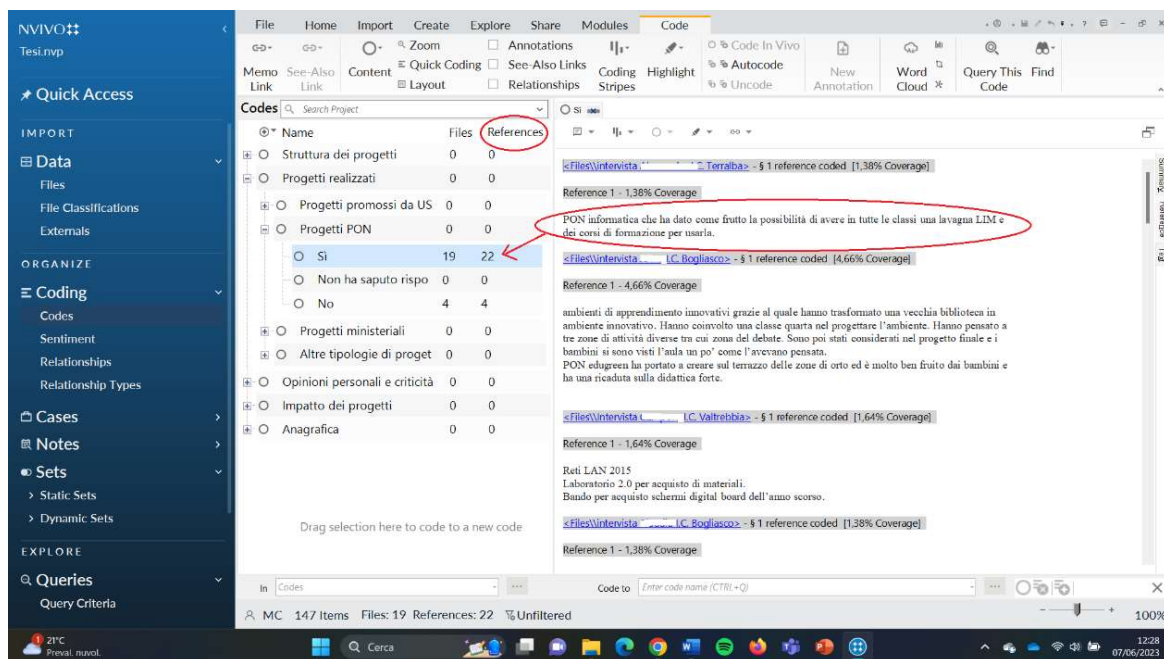 NVIVO
Tesi.nvp
Quick Access
IMPORT
Data
Files
File Classifications
Externals
ORGANIZE
Coding
Codes
Sentiment
Relationships
Relationship Types
Cases
Notes
Sets
Static Sets
Dynamic Sets
EXPLORE
Queries
Query Criteria
File Home Import Create Explore Share Modules Code
Memo Link
See-Also Link
Content
Zoom
Quick Coding
Layout
Annotations
See-Also Links
Relationships
Coding Stripes
Highlight
Code In Vivo
Autocode
Uncode
New Annotation
Word Cloud
Query This Code
Find
Codes Search Project
Name Files References
Struttura dei progetti 0 0
Progetti realizzati 0 0
Progetti promossi da US 0 0
Progetti PON 0 0
Sì 19 22
Non ha saputo rispo 0 0
No 4 4
Progetti ministeriali 0 0
Altre tipologie di proget 0 0
Opinioni personali e criticità 0 0
Impatto dei progetti 0 0
Anagrafica 0 0
Drag selection here to code to a new code
Sì
<Files\\intervista I.C. Terralba> - § 1 reference coded [1,38% Coverage]
Reference 1 - 1,38% Coverage
PON informatica che ha dato come frutto la possibilità di avere in tutte le classi una lavagna LIM e
dei corsi di formazione per usarla.
<Files\\intervista I.C. Bogliasco> - § 1 reference coded [4,66% Coverage]
Reference 1 - 4,66% Coverage
ambienti di apprendimento innovativi grazie al quale hanno trasformato una vecchia biblioteca in
ambiente innovativo. Hanno coinvolto una classe quarta nel progettare l'ambiente. Hanno pensato a
tre zone di attività diverse tra cui zona del debate. Sono poi stati considerati nel progetto finale e i
bambini si sono visti l'aula un po' come l'avevano pensata.
PON edugreen ha portato a creare sul terrazzo delle zone di orto ed è molto ben fruito dai bambini e
ha una ricaduta sulla didattica forte.
<Files\\intervista I.C. Valtrebbia> - § 1 reference coded [1,64% Coverage]
Reference 1 - 1,64% Coverage
Reti LAN 2015
Laboratorio 2.0 per acquisto di materiali.
Bando per acquisto schermi digital board dell'anno scorso.
<Files\\intervista I.C. Bogliasco> - § 1 reference coded [1,38% Coverage]
Reference 1 - 1,38% Coverage
Summary
Reference
In Codes
Code to Enter code name (CTRL+Q)
MC 147 Items Files: 19 References: 22 Unfiltered
100%
1
21°C
Preval. nuvol.
Cerca
12:28
07/06/2023